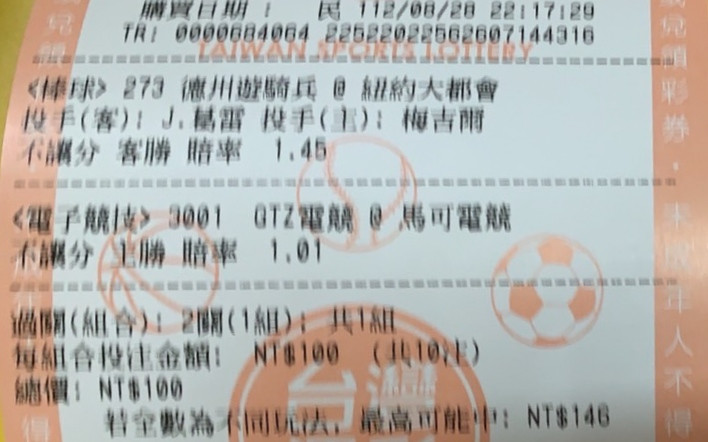 購買日期: 民 112/08/28 22:17:29
TR: 0000684064 22522022562607144316
TAIWAN SPORTS LOTTERY
<棒球> 273 德州遊騎兵 @ 紐約大都會
投手(客): J.葛雷 投手(主): 梅吉爾
不讓分 客勝 賠率 1.45
<電子競技> 3001 GTZ電競 @ 馬可電競
不讓分 主勝 賠率 1.01
過關(組合): 2關(1組): 共1組
每組合投注金額: NT$100 (共10注)
總價: NT$100
若全數為不同玩法, 最高可能中: NT$146
台灣